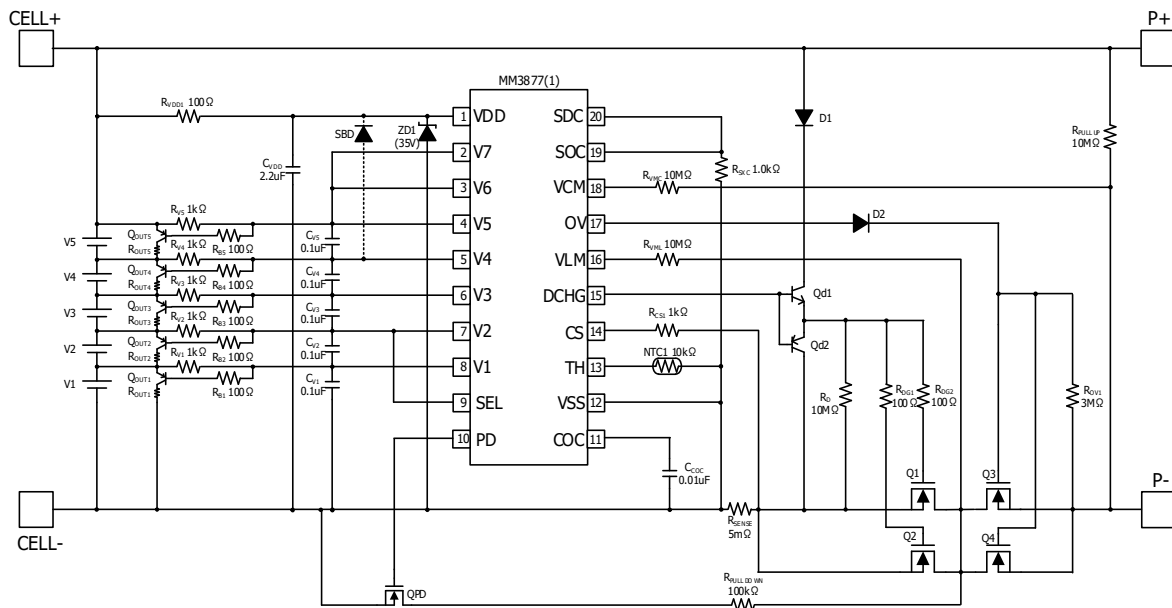 CELL+
P+
MM3877(1)
RVDD1 100Ω
1 VDD
SDC 20
SBD
ZD1
(35V)
D1
2 V7
SOC 19
RPULL UP
10MΩ
CVDD
2.2uF
RSXC 1.0kΩ
3 V6
VCM 18
RVMC 10MΩ
RV5 1kΩ
4 V5
OV 17
D2
QOUT5
V5
CV5
0.1uF
ROUT5
RV4 1kΩ
RB5 100Ω
5 V4
VLM 16
RVML 10MΩ
QOUT4
V4
CV4
0.1uF
ROUT4
RV3 1kΩ
RB4 100Ω
6 V3
DCHG 15
Qd1
QOUT3
V3
CV3
0.1uF
ROUT3
RV2 1kΩ
RB3 100Ω
7 V2
CS 14
RCS1 1kΩ
Qd2
QOUT2
V2
CV2
0.1uF
ROUT2
RV1 1kΩ
RB2 100Ω
8 V1
TH 13
NTC1 10kΩ
QOUT1
V1
CV1
0.1uF
ROUT1
RB1 100Ω
9 SEL
VSS 12
RD
10MΩ
RDG1
100Ω
RDG2
100Ω
ROV1
3MΩ
10 PD
COC 11
CCOC
0.01uF
Q1
Q3
CELL-
RSENSE
5mΩ
P-
Q2
Q4
QPD
RPULL DOWN
100kΩ